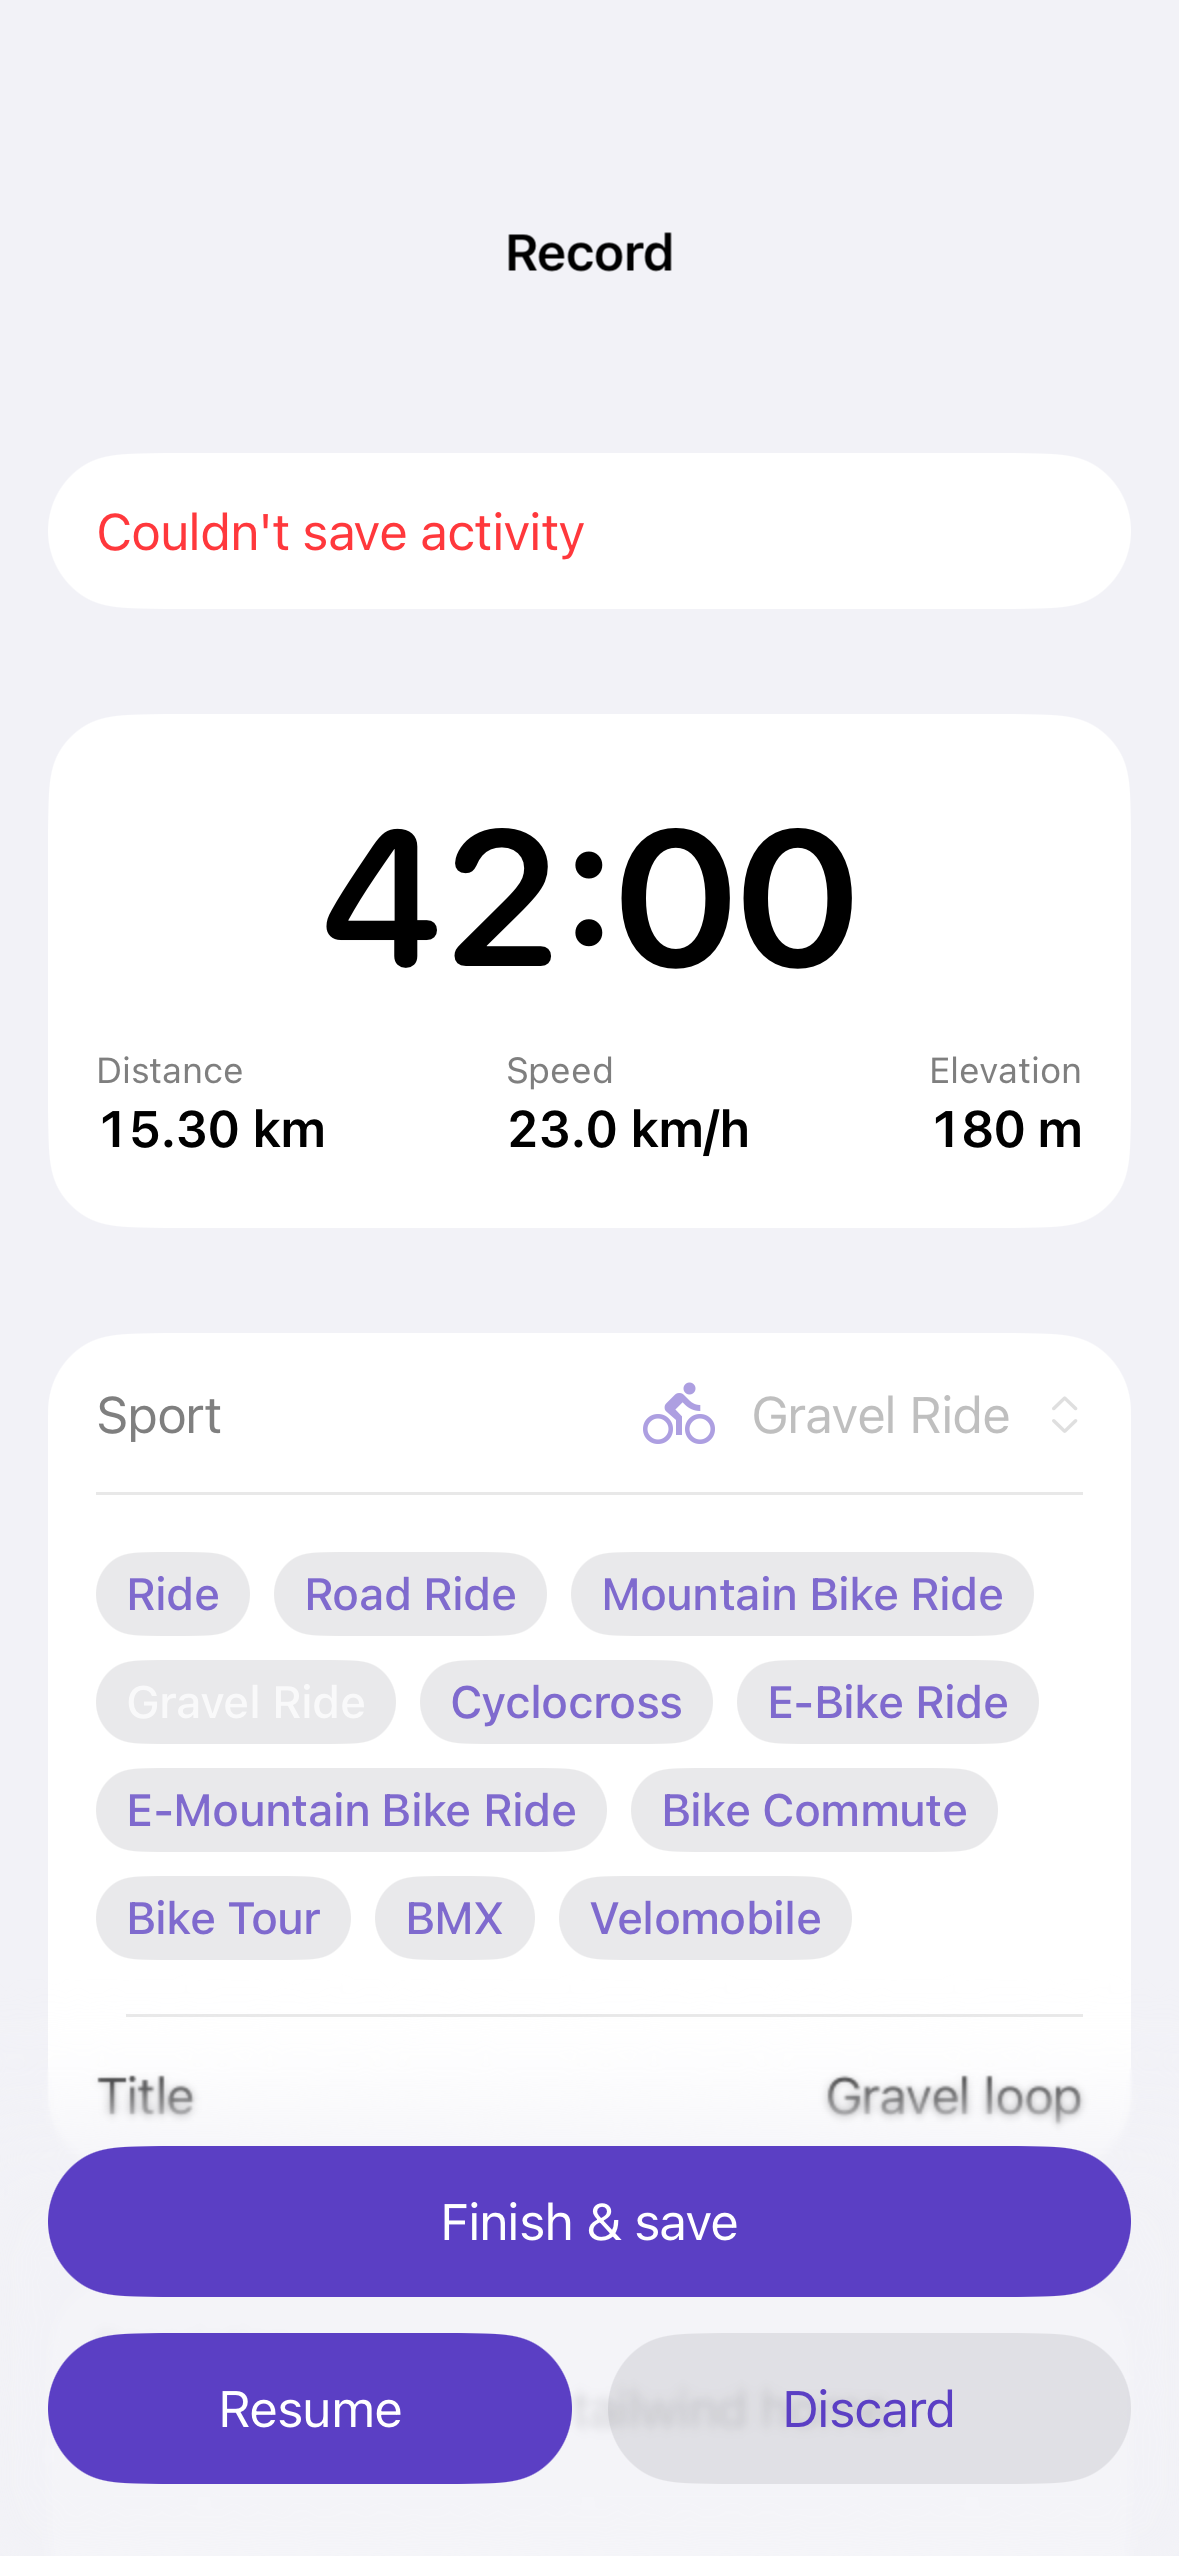 Record
Couldn't save activity
42:00
Distance Speed Elevation
15.30 km 23.0 km/h 180 m
Sport Gravel Ride
Ride Road Ride Mountain Bike Ride
Gravel Ride Cyclocross E-Bike Ride
E-Mountain Bike Ride Bike Commute
Bike Tour BMX Velomobile
Title Gravel loop
Finish & save
Resume tailwind Discard